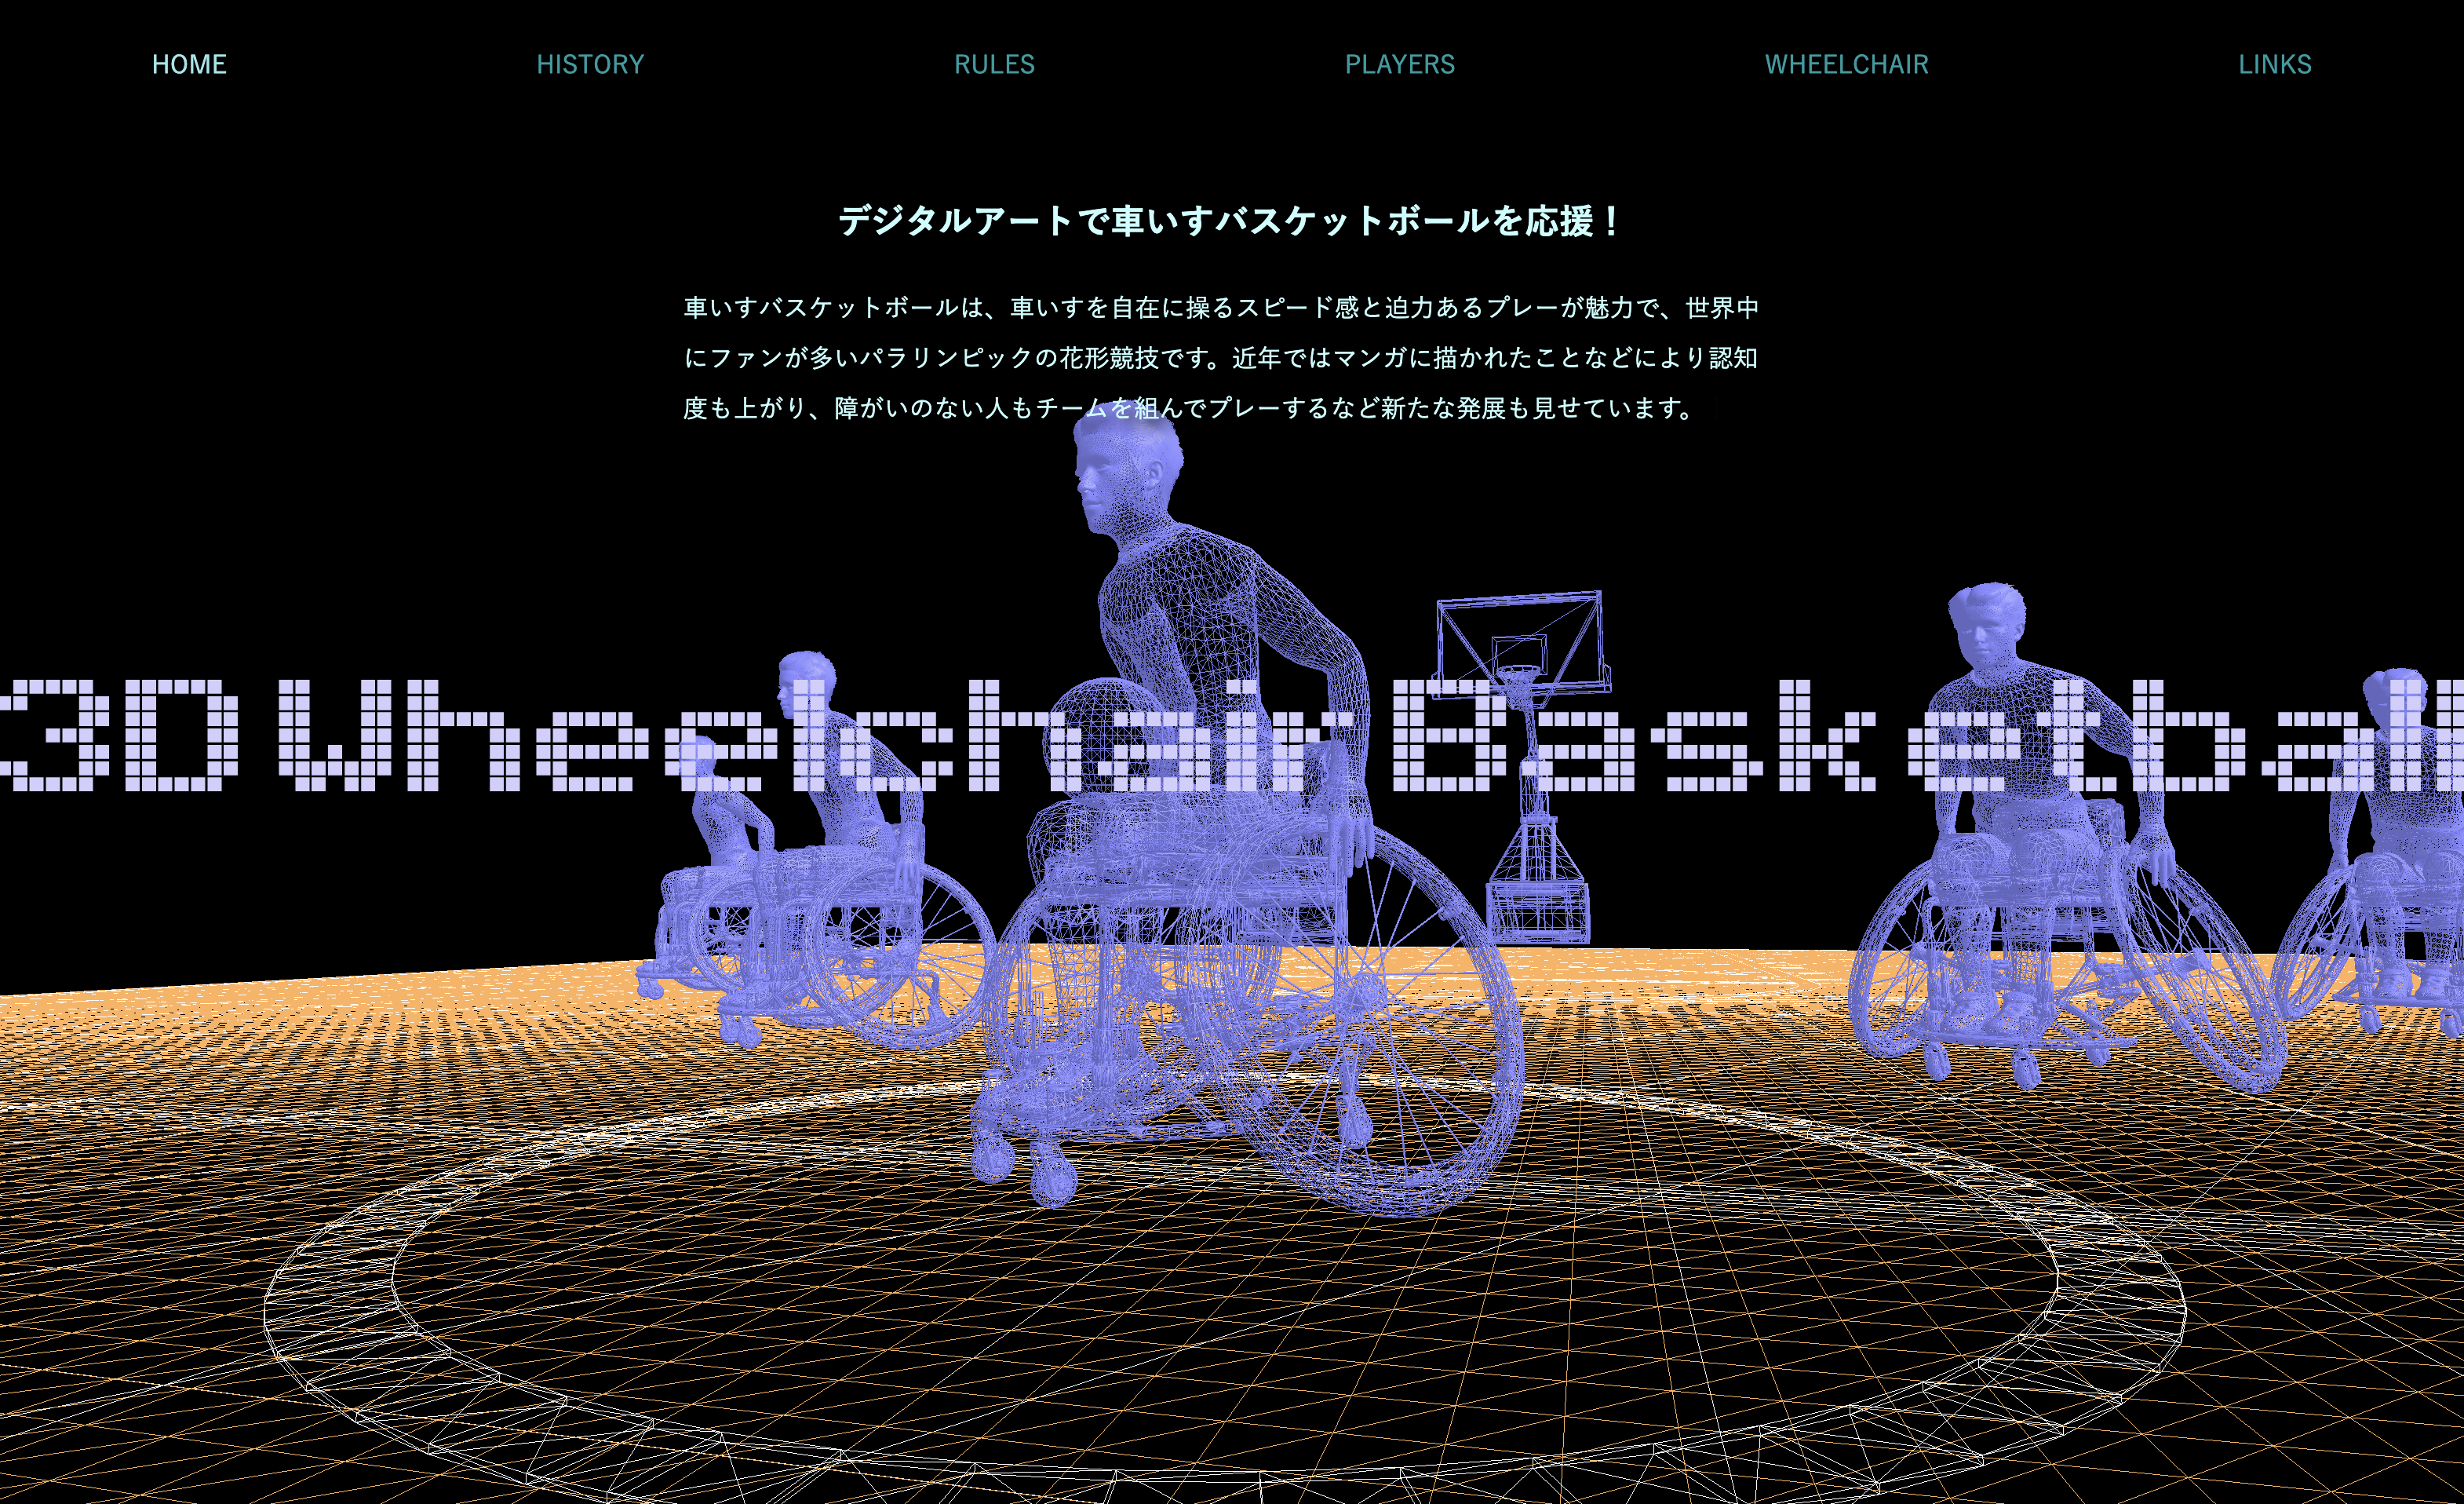 HOME HISTORY RULES PLAYERS WHEELCHAIR LINKS
デジタルアートで車いすバスケットボールを応援！
車いすバスケットボールは、車いすを自在に操るスピード感と迫力あるプレーが魅力で、世界中
にファンが多いパラリンピックの花形競技です。近年ではマンガに描かれたことなどにより認知
度も上がり、障がいのない人もチームを組んでプレーするなど新たな発展も見せています。
3D Wheelchair Basketball